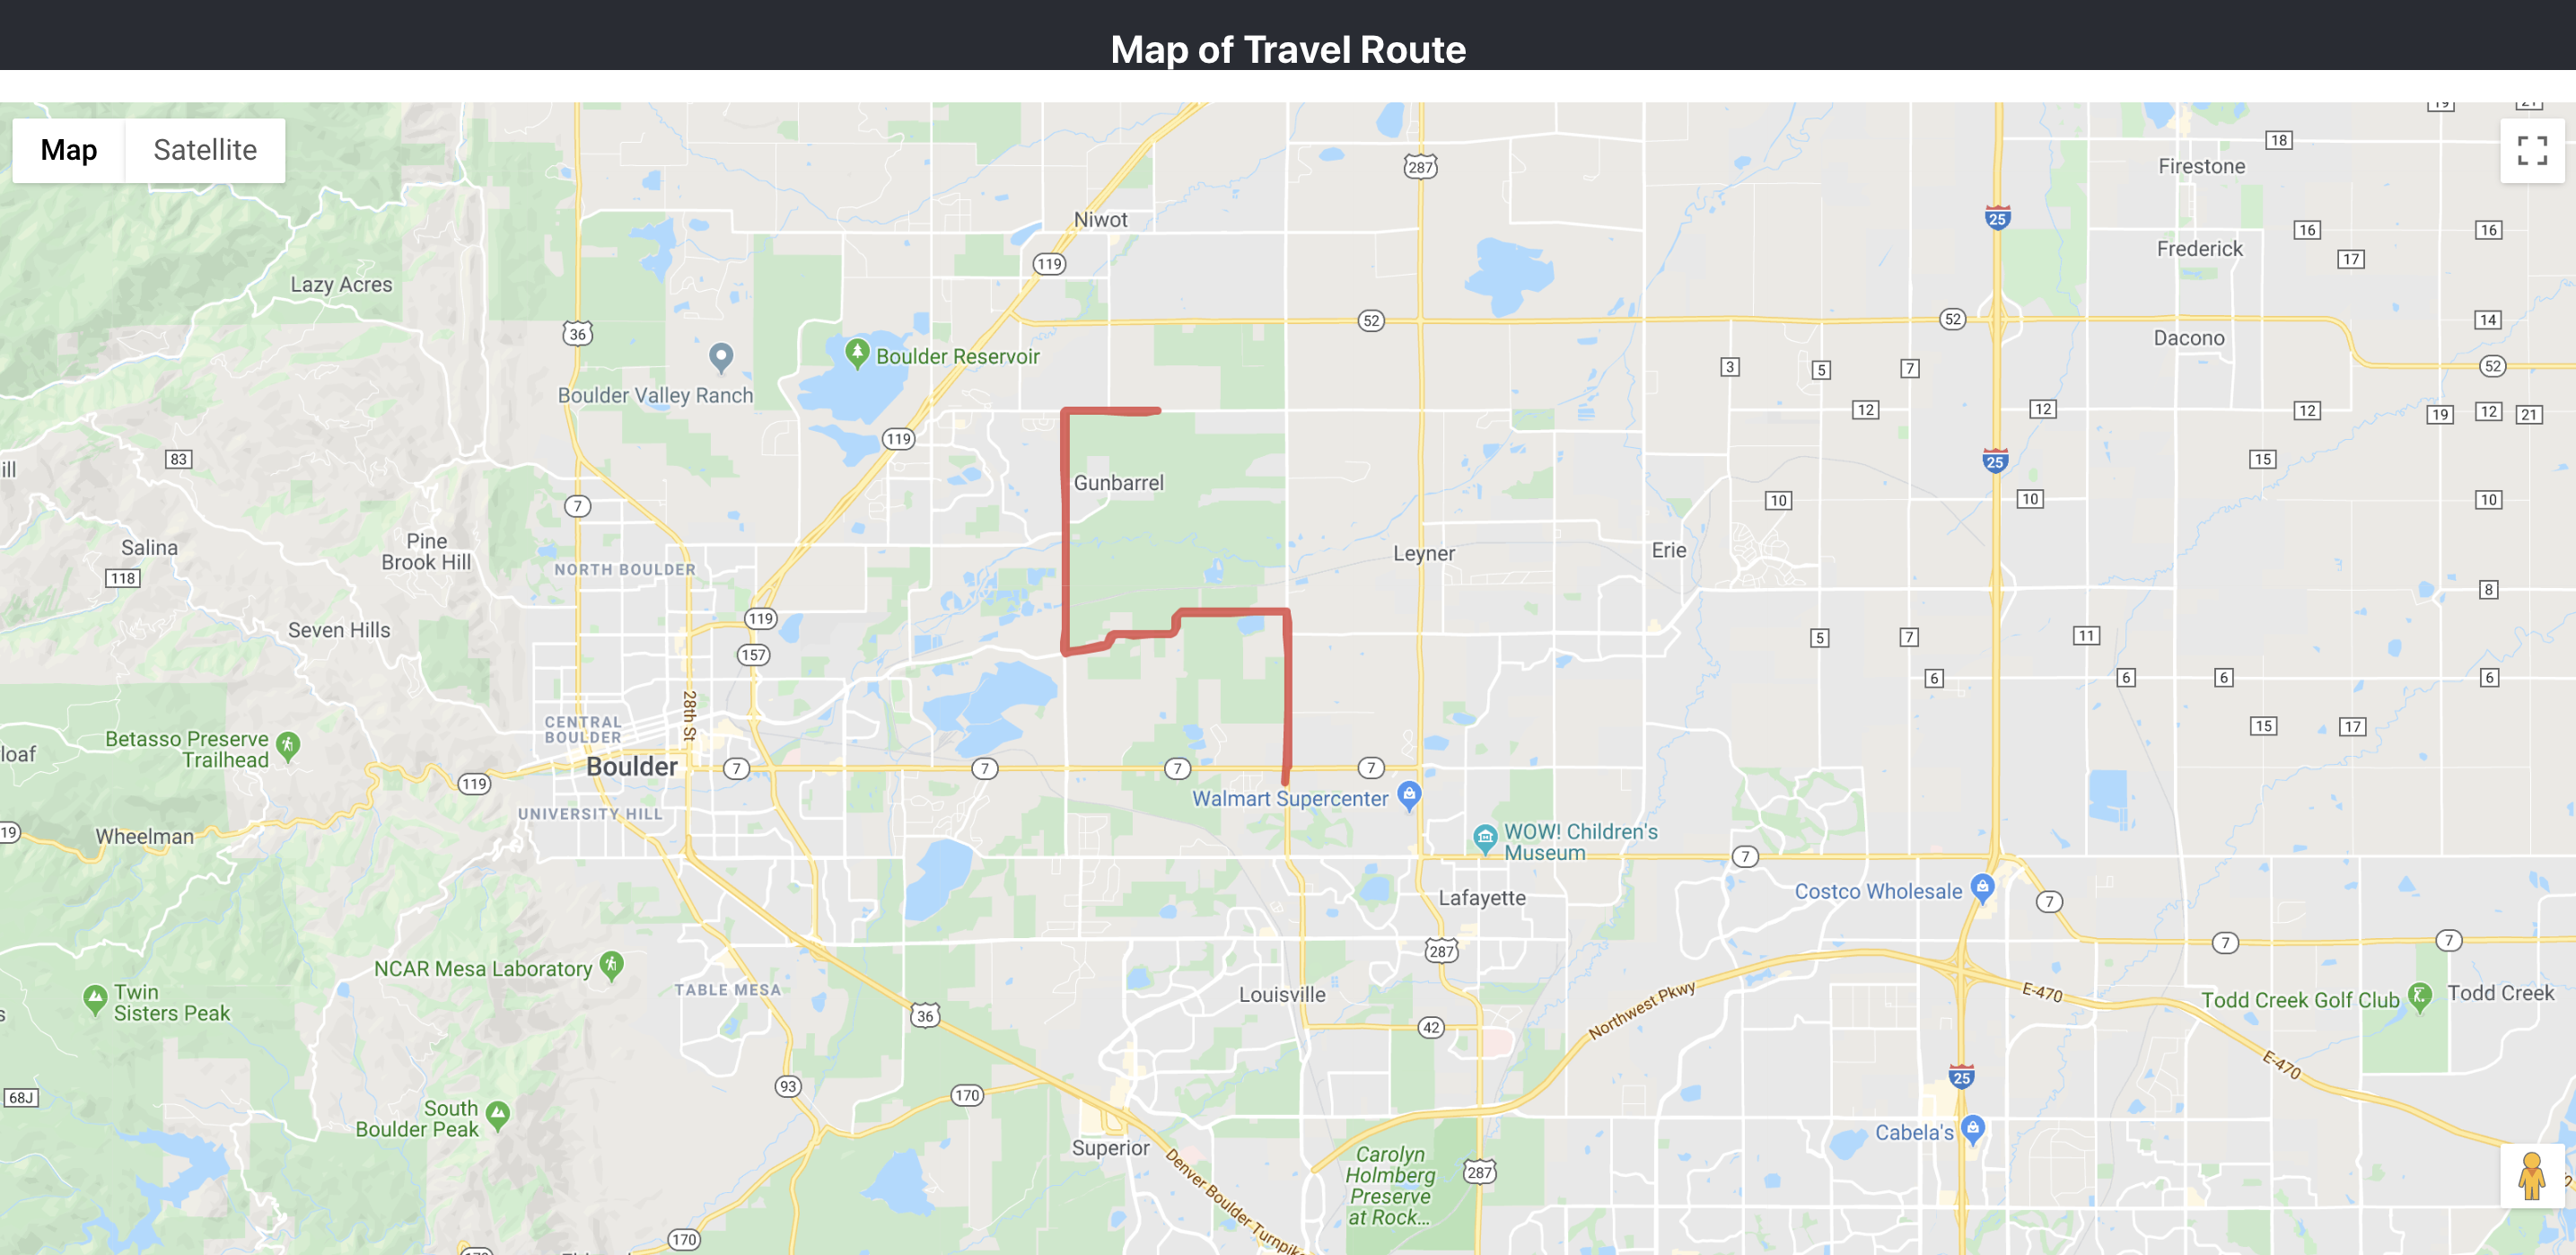 Map of Travel Route
Map
Satellite
19
21
18
Firestone
287
25
Niwot
16
16
Frederick
17
119
Lazy Acres
36
52
52
14
Dacono
Boulder Reservoir
52
3
5
7
Boulder Valley Ranch
12
12
12
19
12
21
119
83
15
25
ill
Gunbarrel
10
10
10
7
Pine
Brook Hill
Salina
Leyner
Erie
NORTH BOULDER
118
8
119
Seven Hills
5
7
11
157
6
6
6
6
28th St
CENTRAL
BOULDER
15
17
Betasso Preserve
Trailhead
loaf
Boulder
7
7
7
7
119
Walmart Supercenter
UNIVERSITY HILL
19
Wheelman
WOW! Children's
Museum
7
Costco Wholesale
Lafayette
7
7
7
287
NCAR Mesa Laboratory
TABLE MESA
Twin
Sisters Peak
Louisville
Northwest Pkwy
E-470
Todd Creek Golf Club
Todd Creek
s
36
42
E-470
25
93
170
68J
South
Boulder Peak
Cabela's
Superior
Denver Boulder Turnpike
Carolyn
Holmberg
Preserve
at Rock...
287
170